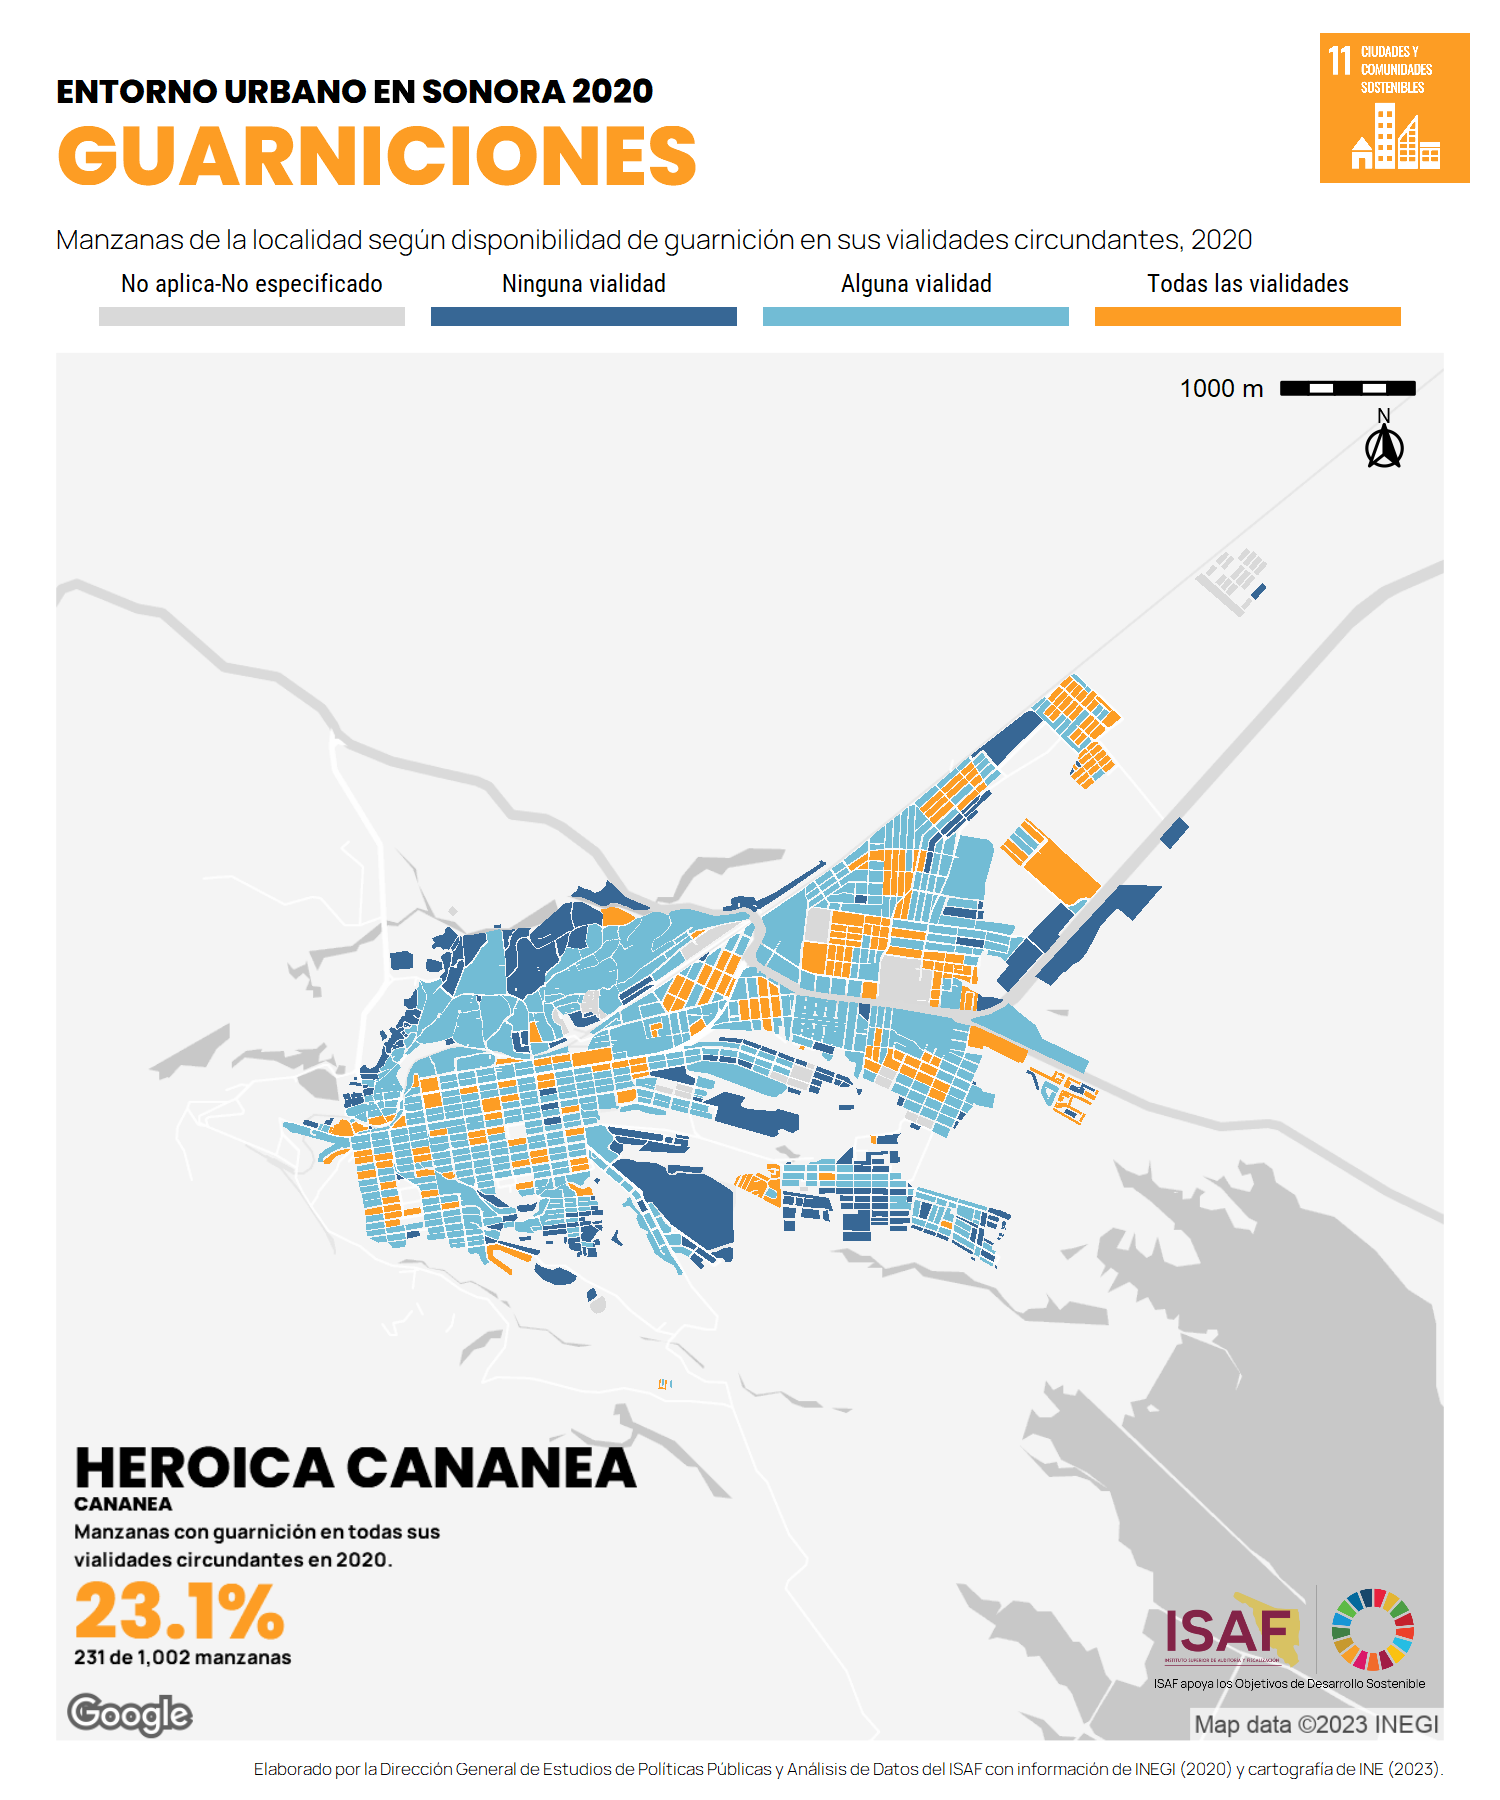 11 CIUDADES Y
COMUNIDADES
SOSTENIBLES
ENTORNO URBANO EN SONORA 2020
GUARNICIONES
Manzanas de la localidad según disponibilidad de guarnición en sus vialidades circundantes, 2020
No aplica-No especificado
Ninguna vialidad
Alguna vialidad
Todas las vialidades
1000 m
N
HEROICA CANANEA
CANANEA
Manzanas con guarnición en todas sus
vialidades circundantes en 2020.
23.1%
231 de 1,002 manzanas
ISAF
INSTITUTO SUPERIOR DE AUDITORÍA Y FISCALIZACIÓN
ISAF apoya los Objetivos de Desarrollo Sostenible
Google
Map data ©2023 INEGI
Elaborado por la Dirección General de Estudios de Políticas Públicas y Análisis de Datos del ISAF con información de INEGI (2020) y cartografía de INE (2023).